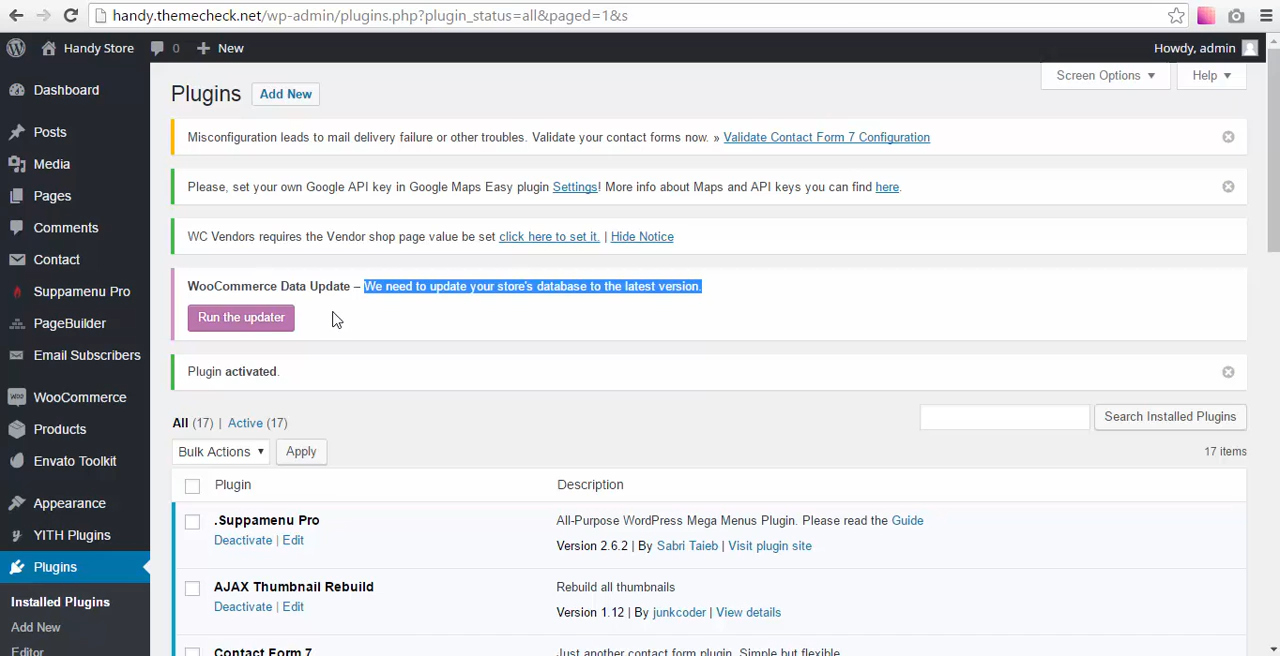 handy.themecheck.net/wp-admin/plugins.php?plugin_status=all&paged=1&s
Handy Store 0 New Howdy, admin
Screen Options Help
Dashboard
Posts
Media
Pages
Comments
Contact
Suppamenu Pro
PageBuilder
Email Subscribers
WooCommerce
Products
Envato Toolkit
Appearance
YITH Plugins
Plugins
Installed Plugins
Add New
Editor
Plugins Add New
Misconfiguration leads to mail delivery failure or other troubles. Validate your contact forms now. » Validate Contact Form 7 Configuration
Please, set your own Google API key in Google Maps Easy plugin Settings! More info about Maps and API keys you can find here.
WC Vendors requires the Vendor shop page value be set click here to set it. | Hide Notice
WooCommerce Data Update – We need to update your store's database to the latest version.
Run the updater
Plugin activated.
All (17) | Active (17)
Search Installed Plugins
Bulk Actions Apply
17 items
Plugin Description
.Suppamenu Pro
Deactivate | Edit
All-Purpose WordPress Mega Menus Plugin. Please read the Guide
Version 2.6.2 | By Sabri Taieb | Visit plugin site
AJAX Thumbnail Rebuild
Deactivate | Edit
Rebuild all thumbnails
Version 1.12 | By junkcoder | View details
Contact Form 7
Just another contact form plugin. Simple but flexible.